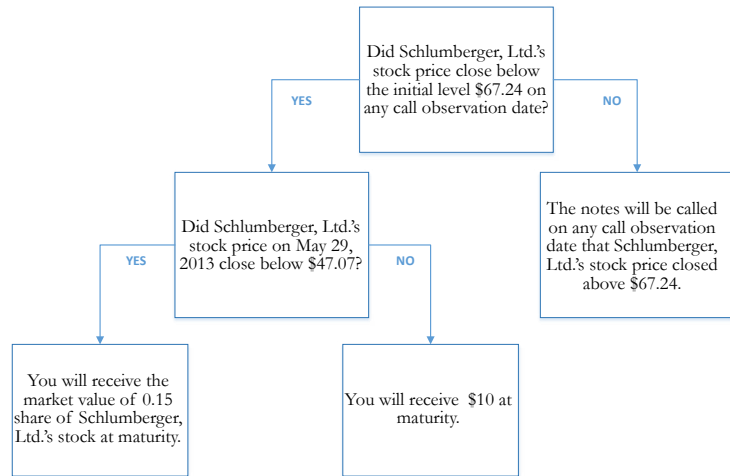 Did Schlumberger, Ltd.'s
stock price close below
the initial level $67.24 on
any call observation date?
YES
NO
Did Schlumberger, Ltd.'s
stock price on May 29,
2013 close below $47.07?
The notes will be called
on any call observation
date that Schlumberger,
Ltd.'s stock price closed
above $67.24.
YES
NO
You will receive the
market value of 0.15
share of Schlumberger,
Ltd.'s stock at maturity.
You will receive $10 at
maturity.